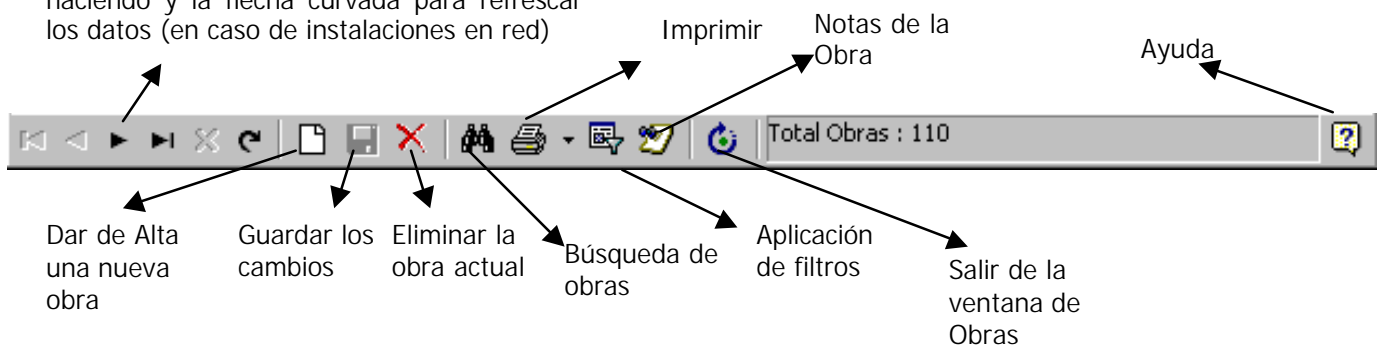 haciendo y la flecha curvada para refrescar
los datos (en caso de instalaciones en red)
Imprimir
Notas de la
Obra
Ayuda
Total Obras : 110
Dar de Alta
una nueva
obra
Guardar los
cambios
Eliminar la
obra actual
Búsqueda de
obras
Aplicación
de filtros
Salir de la
ventana de
Obras